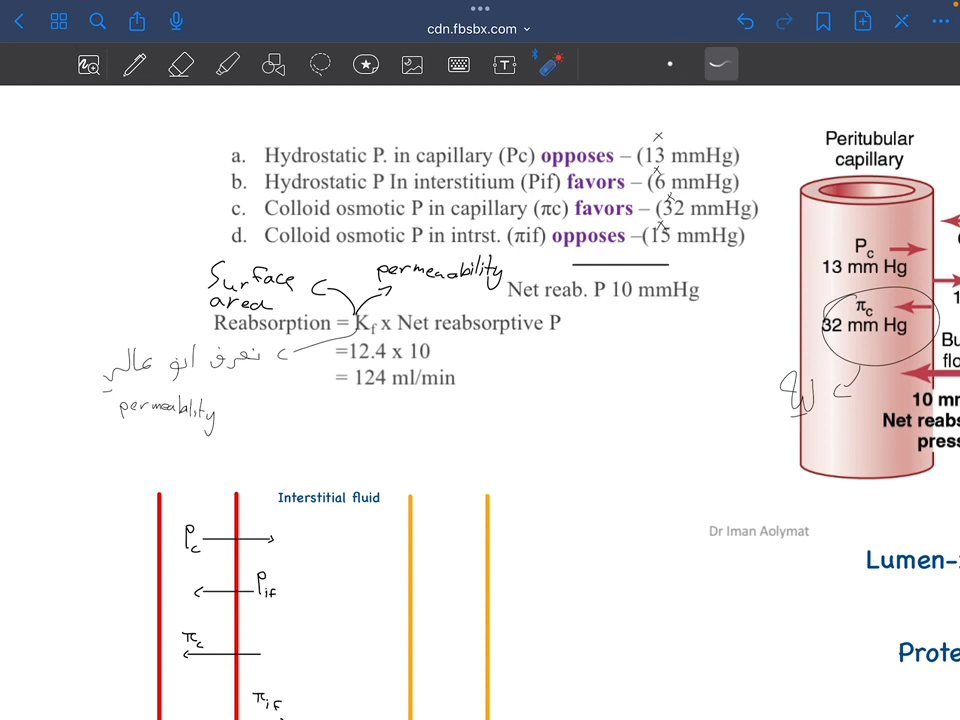 cdn.fbsbx.com
a. Hydrostatic P. in capillary (Pc) opposes – (13 mmHg)
b. Hydrostatic P In interstitium (Pif) favors – (6 mmHg)
c. Colloid osmotic P in capillary (πc) favors – (32 mmHg)
d. Colloid osmotic P in intrst. (πif) opposes –(15 mmHg)
Net reab. P 10 mmHg
Surface area
permeability
Reabsorption = Kf x Net reabsorptive P
=12.4 x 10
= 124 ml/min
permeability
Peritubular
capillary
Pc
13 mm Hg
πc
32 mm Hg
10 mm
Net reabs
press
Interstitial fluid
Pc
Pif
πc
πif
Dr Iman Aolymat
Lumen-
Prote